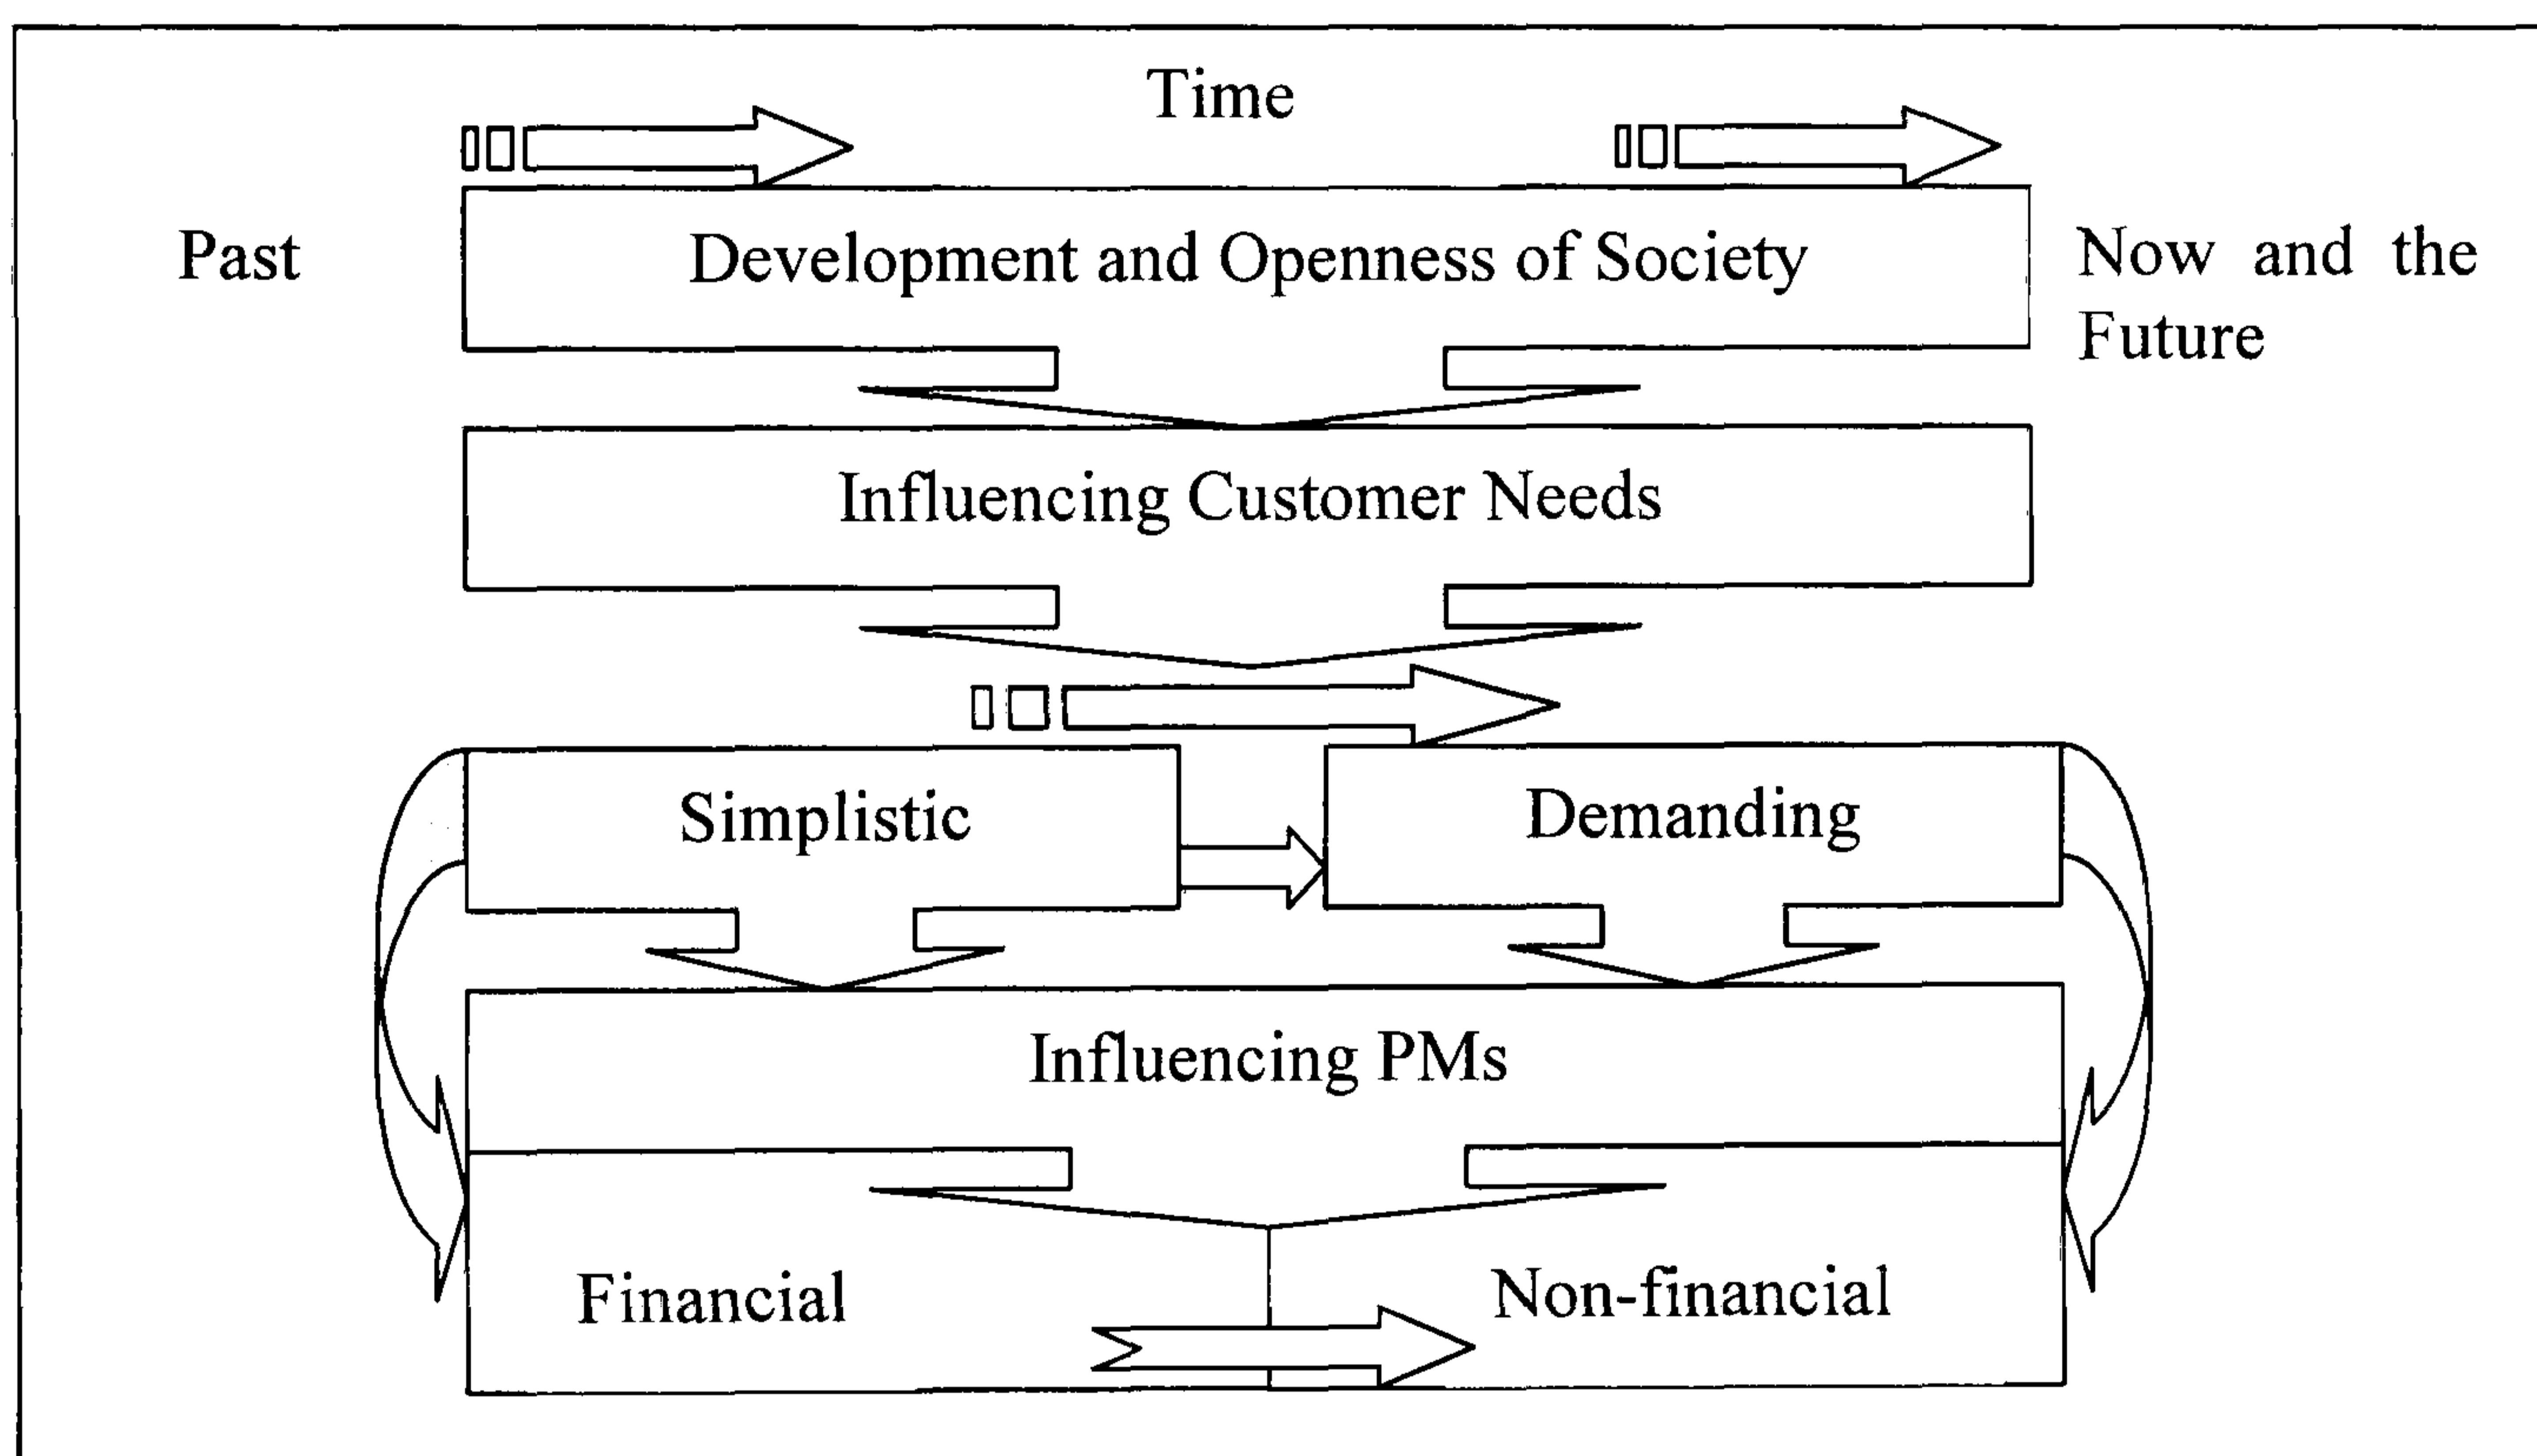 Time
Past
Development and Openness of Society
Now and the
Future
Influencing Customer Needs
Simplistic
Demanding
Influencing PMs
Financial
Non-financial